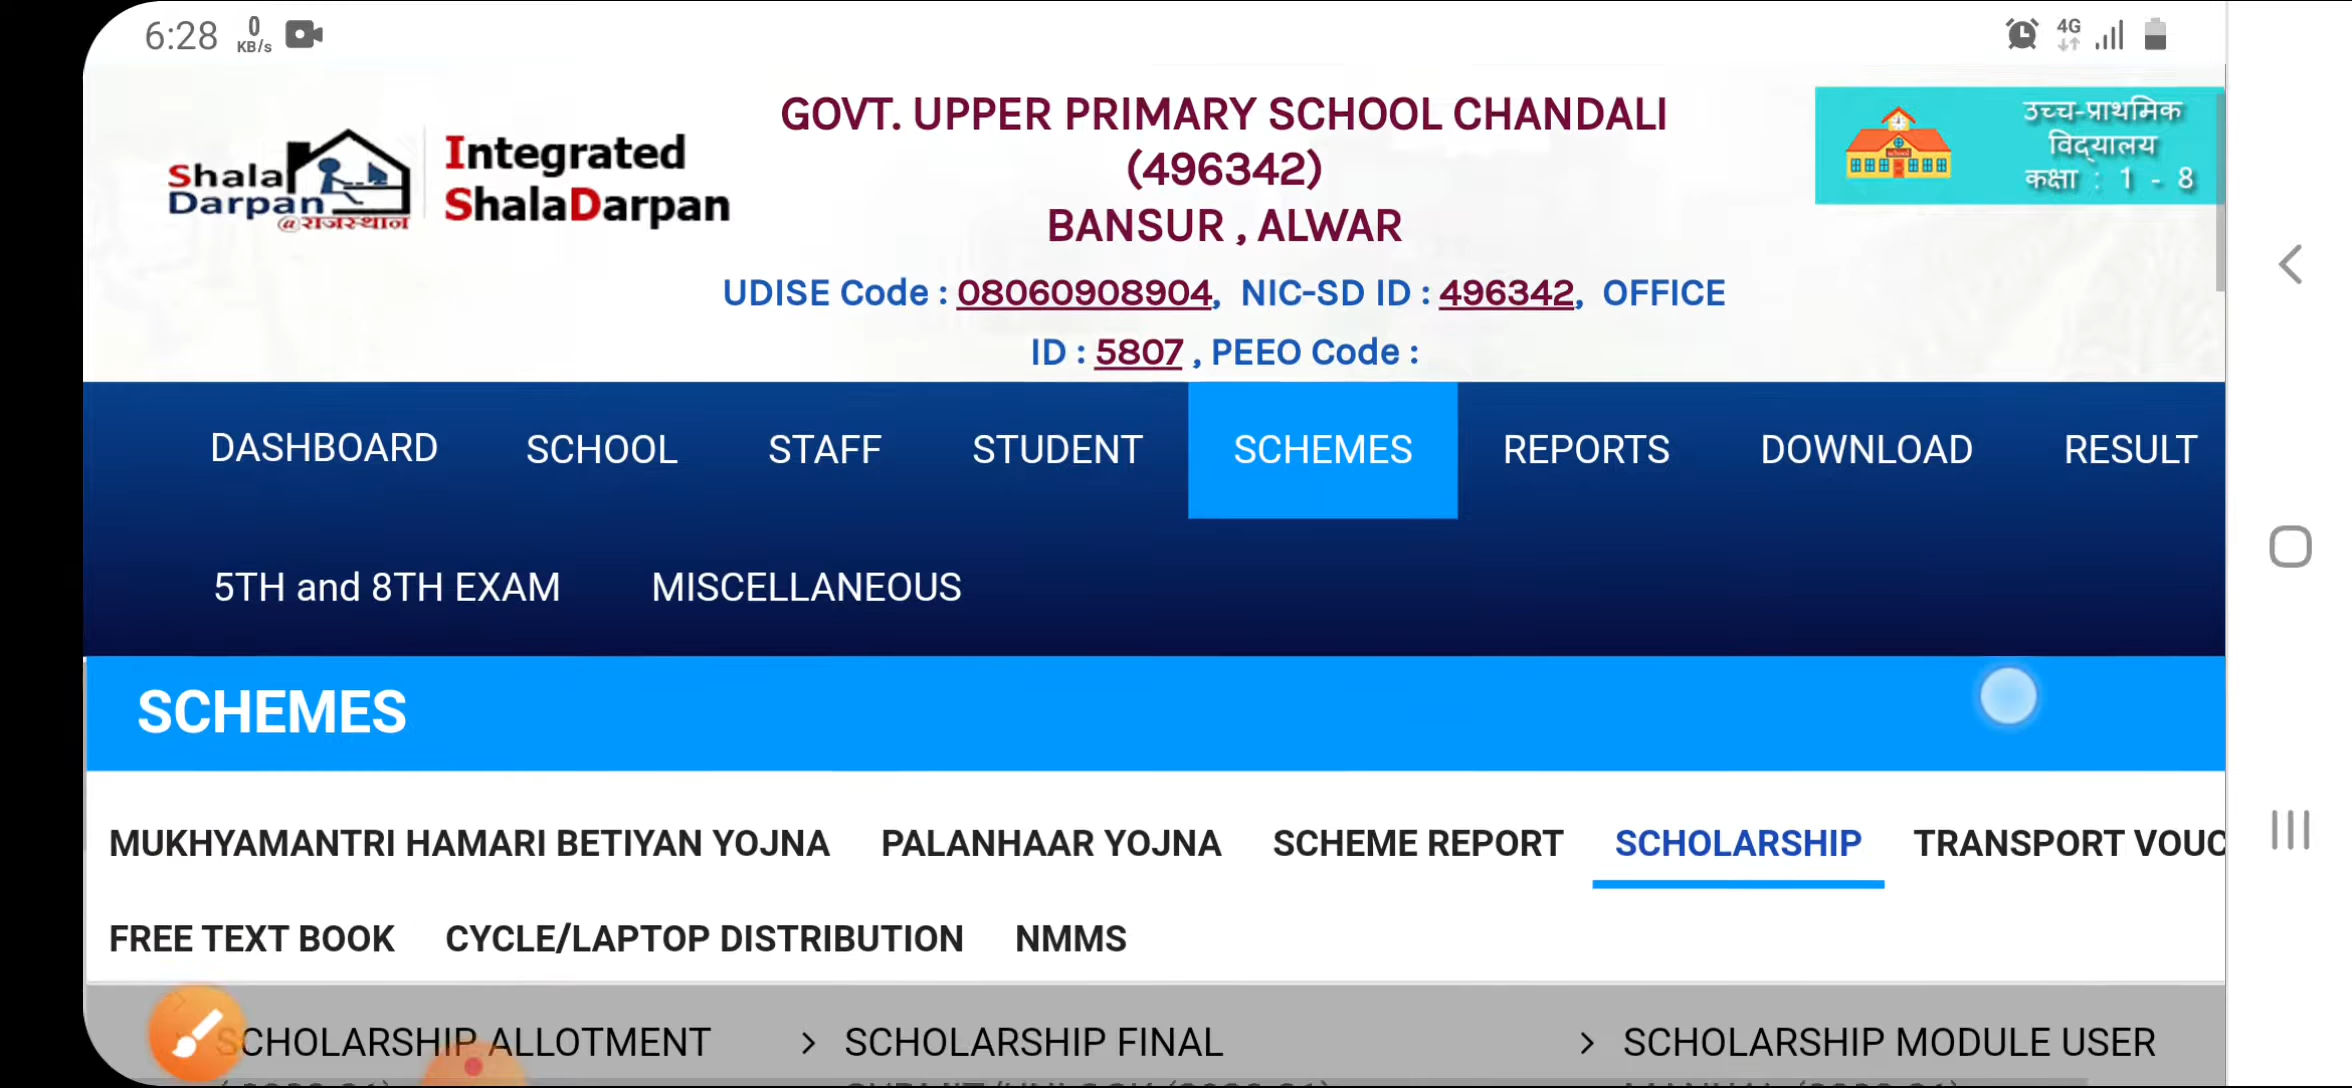 6:28 0 KB/s 4G
GOVT. UPPER PRIMARY SCHOOL CHANDALI
(496342)
BANSUR , ALWAR
Shala Darpan @राजस्थान
Integrated
ShalaDarpan
उच्च-प्राथमिक
विद्यालय
कक्षा : 1 - 8
UDISE Code : 08060908904, NIC-SD ID : 496342, OFFICE
ID : 5807 , PEEO Code :
DASHBOARD SCHOOL STAFF STUDENT SCHEMES REPORTS DOWNLOAD RESULT
5TH and 8TH EXAM MISCELLANEOUS
SCHEMES
MUKHYAMANTRI HAMARI BETIYAN YOJNA PALANHAAR YOJNA SCHEME REPORT SCHOLARSHIP TRANSPORT VOUC
FREE TEXT BOOK CYCLE/LAPTOP DISTRIBUTION NMMS
SCHOLARSHIP ALLOTMENT > SCHOLARSHIP FINAL > SCHOLARSHIP MODULE USER